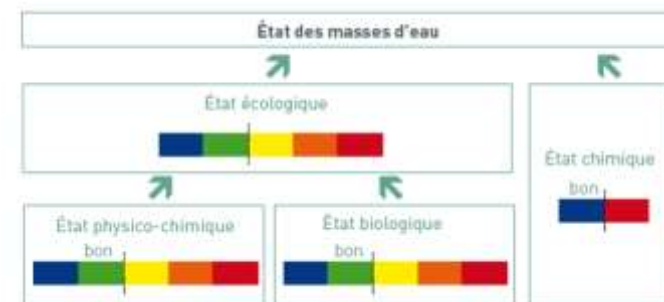 État des masses d'eau
État écologique
État chimique
bon
État physico-chimique
bon
État biologique
bon